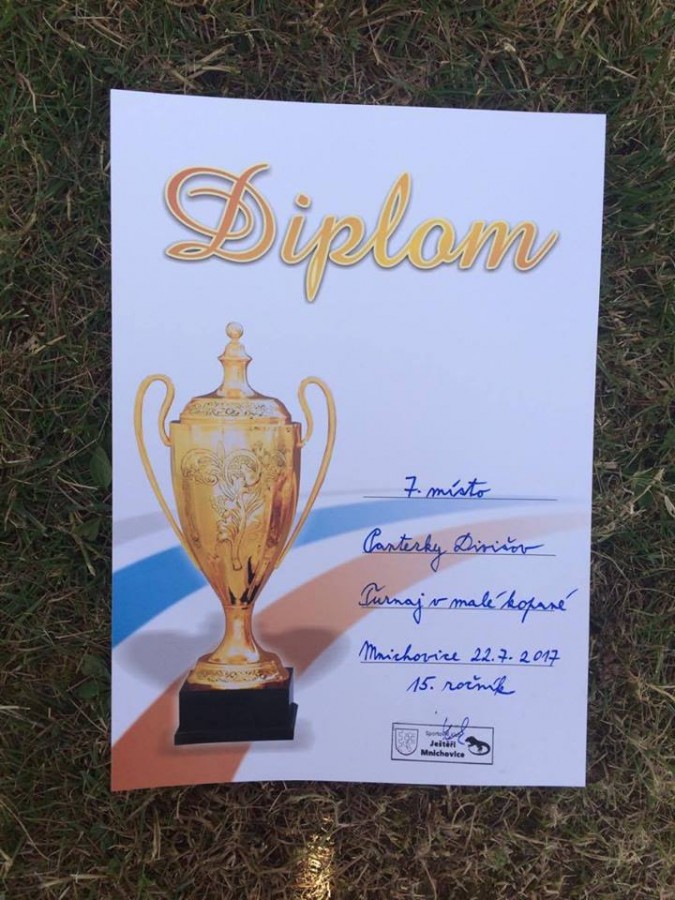 Diplom
7. místo
Panterky Divišov
Turnaj v malé kopané
Mnichovice 22.7.2017
15. ročník
Ještěři
Mnichovice